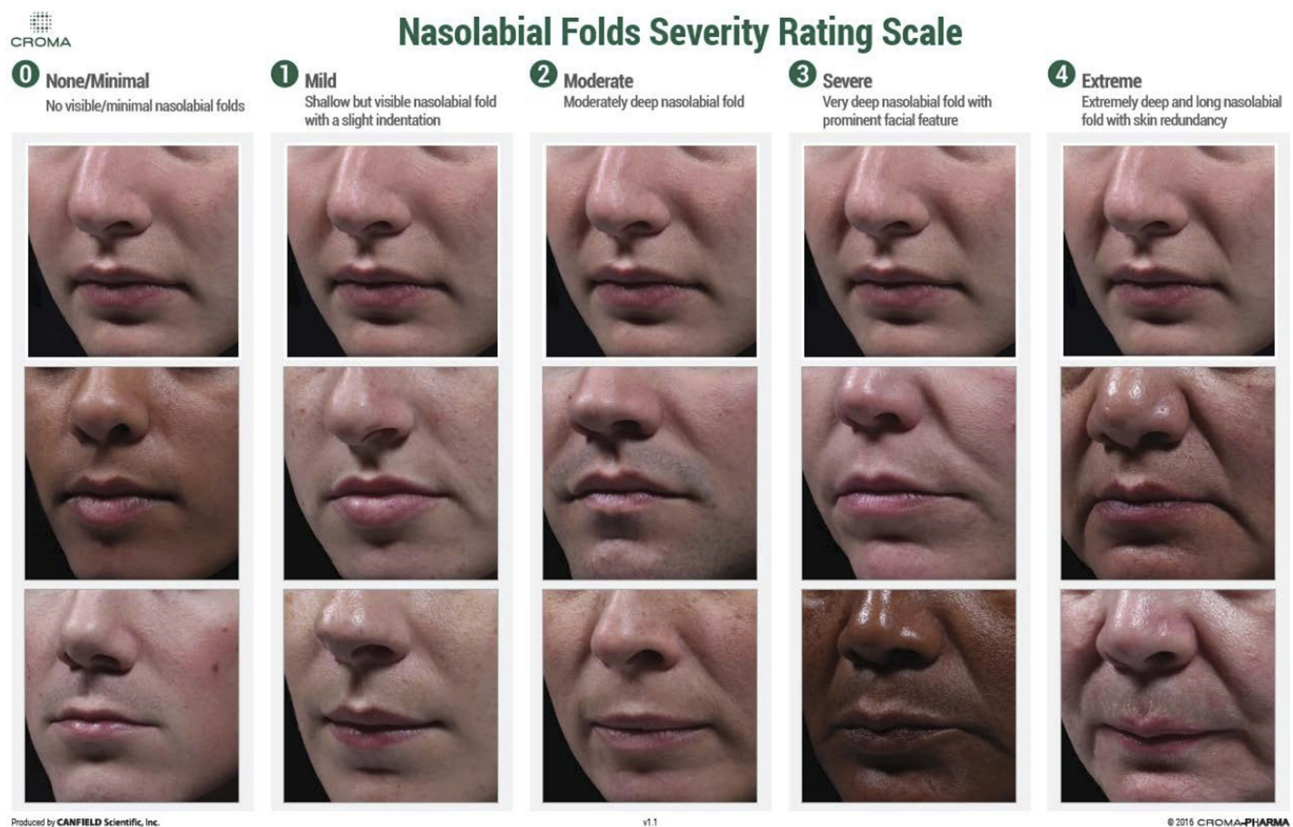 CROMA
Nasolabial Folds Severity Rating Scale
0 None/Minimal
No visible/minimal nasolabial folds
1 Mild
Shallow but visible nasolabial fold
with a slight indentation
2 Moderate
Moderately deep nasolabial fold
3 Severe
Very deep nasolabial fold with
prominent facial feature
4 Extreme
Extremely deep and long nasolabial
fold with skin redundancy
Produced by CANFIELD Scientific, Inc.
v1.1
© 2016 CROMA-PHARMA